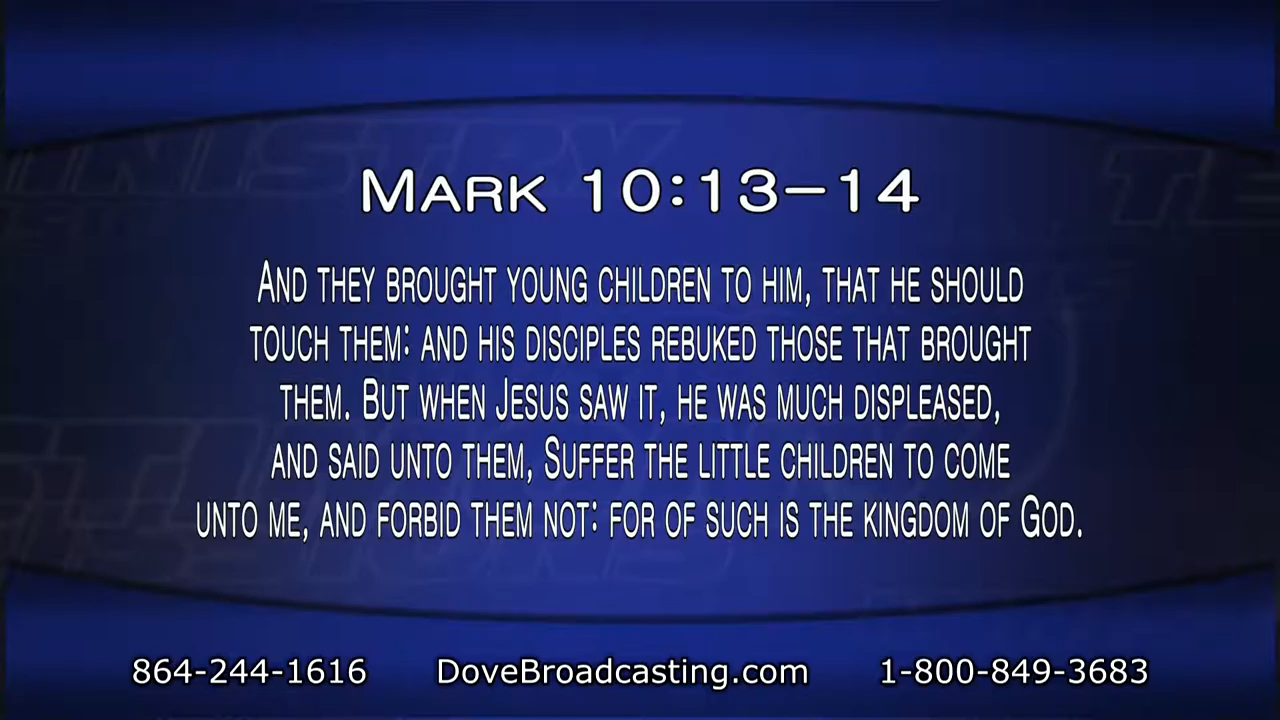 MARK 10:13-14
AND THEY BROUGHT YOUNG CHILDREN TO HIM, THAT HE SHOULD
TOUCH THEM: AND HIS DISCIPLES REBUKED THOSE THAT BROUGHT
THEM. BUT WHEN JESUS SAW IT, HE WAS MUCH DISPLEASED,
AND SAID UNTO THEM, SUFFER THE LITTLE CHILDREN TO COME
UNTO ME, AND FORBID THEM NOT: FOR OF SUCH IS THE KINGDOM OF GOD.
864-244-1616 DoveBroadcasting.com 1-800-849-3683